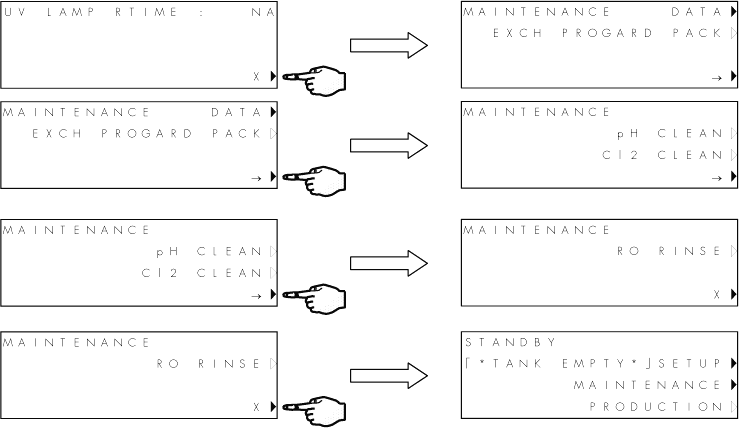 UV LAMP RTIME : NA
X
MAINTENANCE DATA
EXCH PROGARD PACK
→
MAINTENANCE DATA
EXCH PROGARD PACK
→
MAINTENANCE
pH CLEAN
Cl2 CLEAN
→
MAINTENANCE
pH CLEAN
Cl2 CLEAN
→
MAINTENANCE
RO RINSE
X
MAINTENANCE
RO RINSE
X
STANDBY
「*TANK EMPTY*」SETUP
MAINTENANCE
PRODUCTION